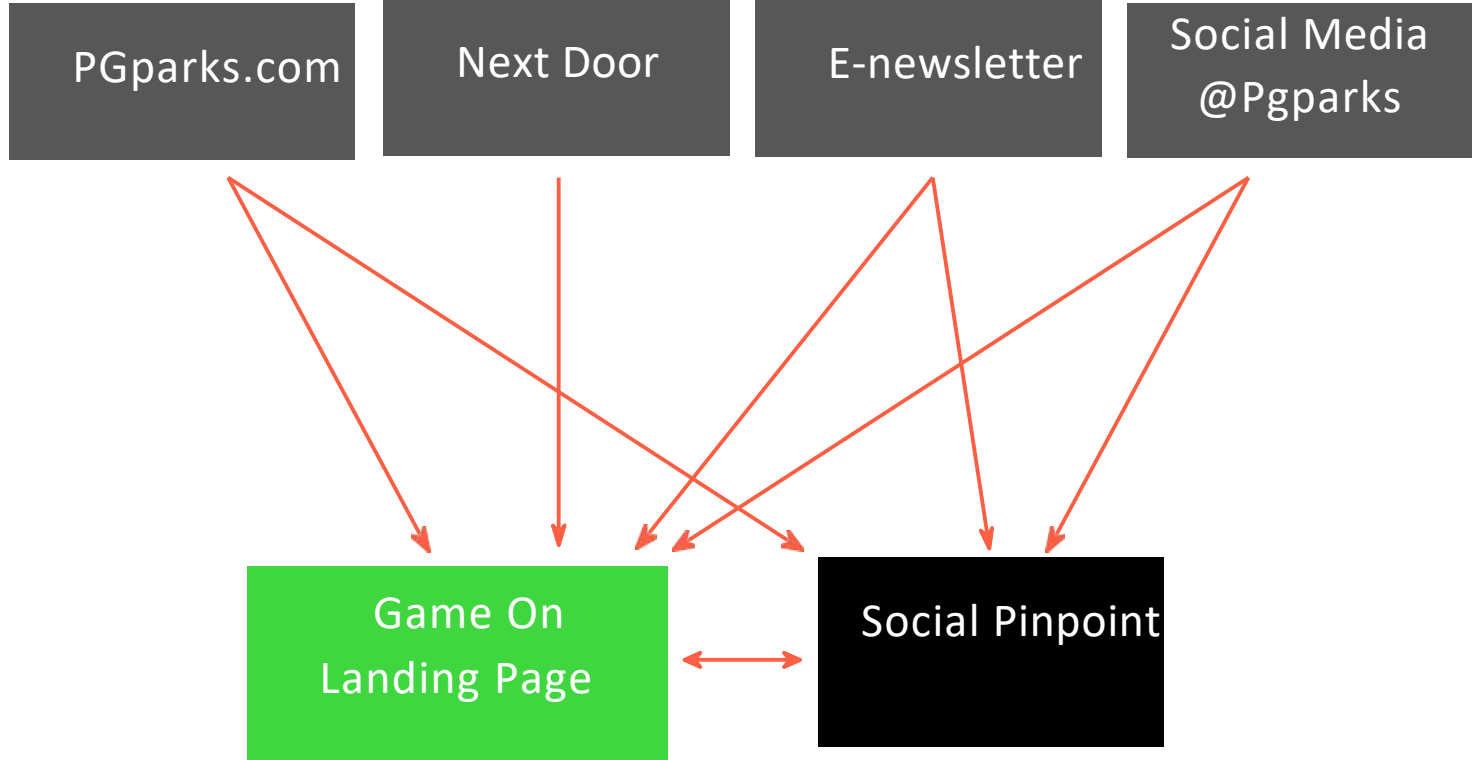 PGparks.com
Next Door
E-newsletter
Social Media
@Pgparks
Game On
Landing Page
Social Pinpoint